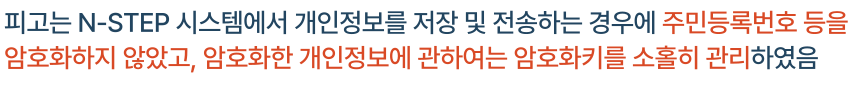 피고는 N-STEP 시스템에서 개인정보를 저장 및 전송하는 경우에 주민등록번호 등을
암호화하지 않았고, 암호화한 개인정보에 관하여는 암호화키를 소홀히 관리하였음